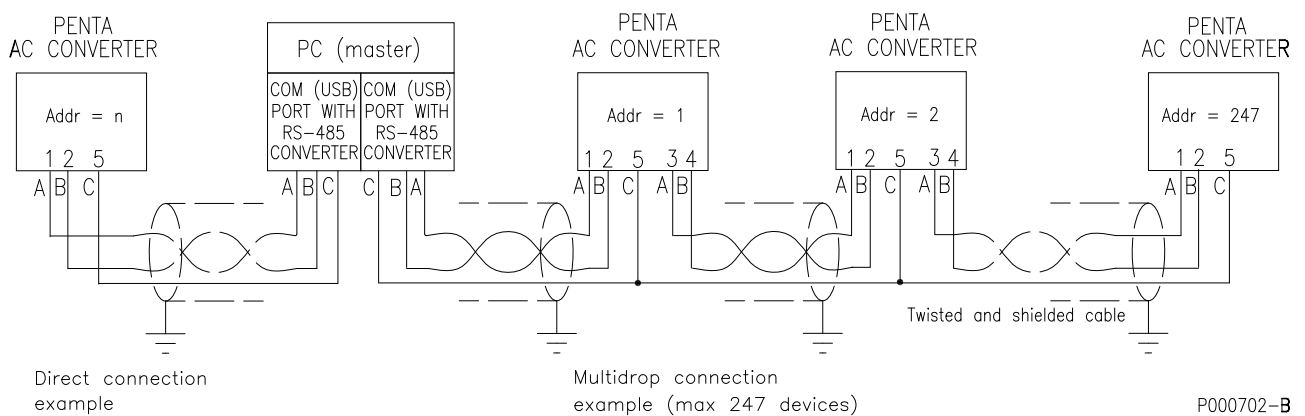 PENTA
AC CONVERTER
Addr = n
1 2 5
A B C
PC (master)
COM (USB)
PORT WITH
RS-485
CONVERTER
COM (USB)
PORT WITH
RS-485
CONVERTER
A B C
C B A
PENTA
AC CONVERTER
Addr = 1
1 2 5 3 4
A B C A B
PENTA
AC CONVERTER
Addr = 2
1 2 5 3 4
A B C A B
PENTA
AC CONVERTER
Addr = 247
1 2 5
A B C
Twisted and shielded cable
Direct connection
example
Multidrop connection
example (max 247 devices)
P000702-B